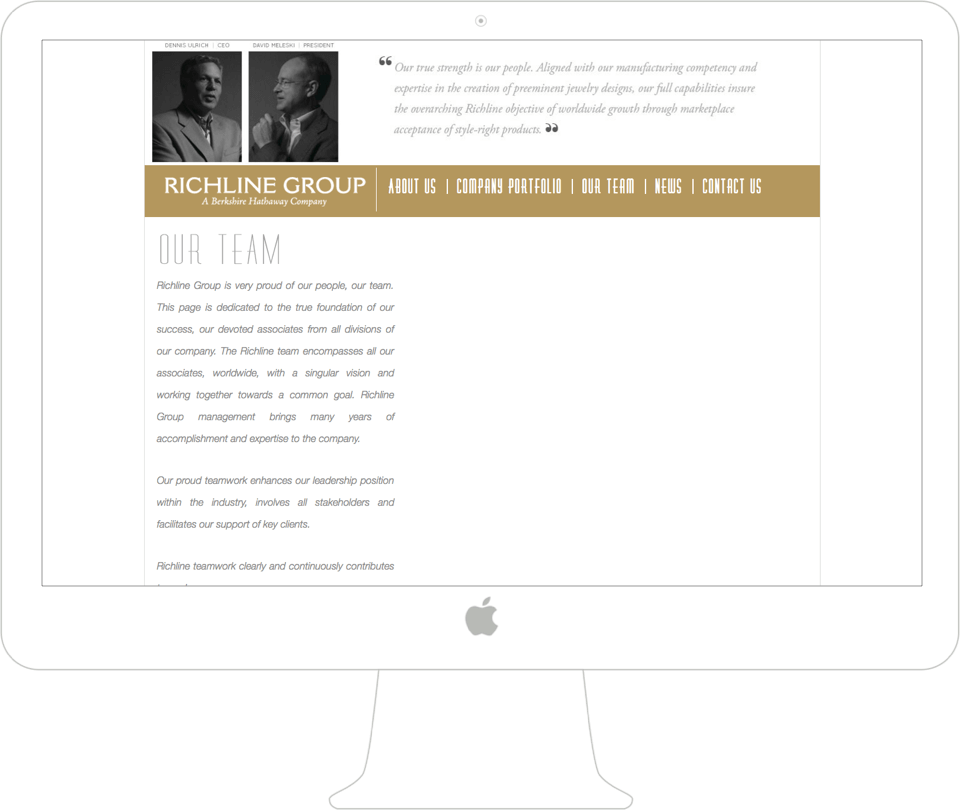 DENNIS ULRICH | CEO
DAVID MELESKI | PRESIDENT
“ Our true strength is our people. Aligned with our manufacturing competency and
expertise in the creation of preeminent jewelry designs, our full capabilities insure
the overarching Richline objective of worldwide growth through marketplace
acceptance of style-right products. ”
RICHLINE GROUP
A Berkshire Hathaway Company
ABOUT US | COMPANY PORTFOLIO | OUR TEAM | NEWS | CONTACT US
OUR TEAM
Richline Group is very proud of our people, our team.
This page is dedicated to the true foundation of our
success, our devoted associates from all divisions of
our company. The Richline team encompasses all our
associates, worldwide, with a singular vision and
working together towards a common goal. Richline
Group management brings many years of
accomplishment and expertise to the company.
Our proud teamwork enhances our leadership position
within the industry, involves all stakeholders and
facilitates our support of key clients.
Richline teamwork clearly and continuously contributes